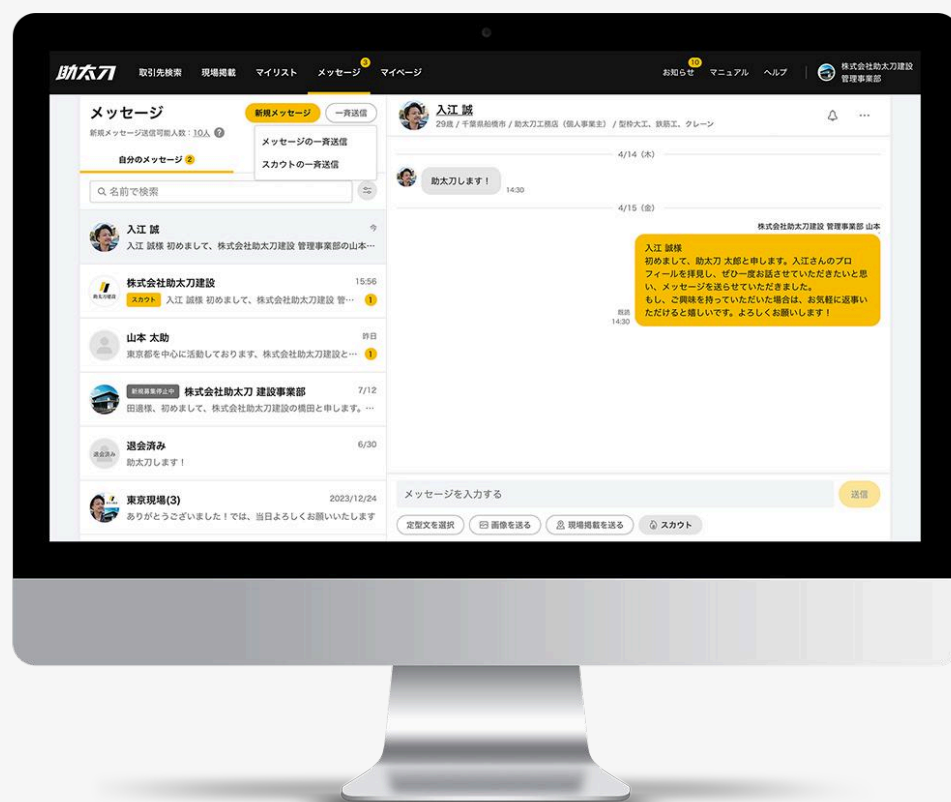 助太刀
取引先検索 現場掲載 マイリスト メッセージ 3 マイページ
お知らせ 10 マニュアル ヘルプ
株式会社助太刀建設
管理事業部
メッセージ
新規メッセージ 一斉送信
新規メッセージ送信可能人数：10人 ?
メッセージの一斉送信
スカウトの一斉送信
自分のメッセージ 2
名前で検索
入江 誠 今
入江 誠様 初めまして、株式会社助太刀建設 管理事業部の山本…
助太刀建設
株式会社助太刀建設 15:56
スカウト 入江 誠様 初めまして、株式会社助太刀建設 管… 1
山本 太助 昨日
東京都を中心に活動しております、株式会社助太刀建設と… 1
新規募集停止中 株式会社助太刀 建設事業部 7/12
田邉様、初めまして、株式会社助太刀建設の橋田と申します。…
退会済み
退会済み 6/30
助太刀します！
東京現場(3) 2023/12/24
ありがとうございました！では、当日よろしくお願いいたします
入江 誠
29歳 / 千葉県船橋市 / 助太刀工務店（個人事業主） / 型枠大工、鉄筋工、クレーン
4/14（木）
助太刀します！
14:30
4/15（金）
株式会社助太刀建設 管理事業部 山本
入江 誠様
初めまして、助太刀 太郎と申します。入江さんのプロ
フィールを拝見し、ぜひ一度お話させていただきたいと思
い、メッセージを送らせていただきました。
もし、ご興味を持っていただいた場合は、お気軽に返事い
ただけると嬉しいです。よろしくお願いします！
既読
14:30
メッセージを入力する
送信
定型文を選択 画像を送る 現場掲載を送る スカウト